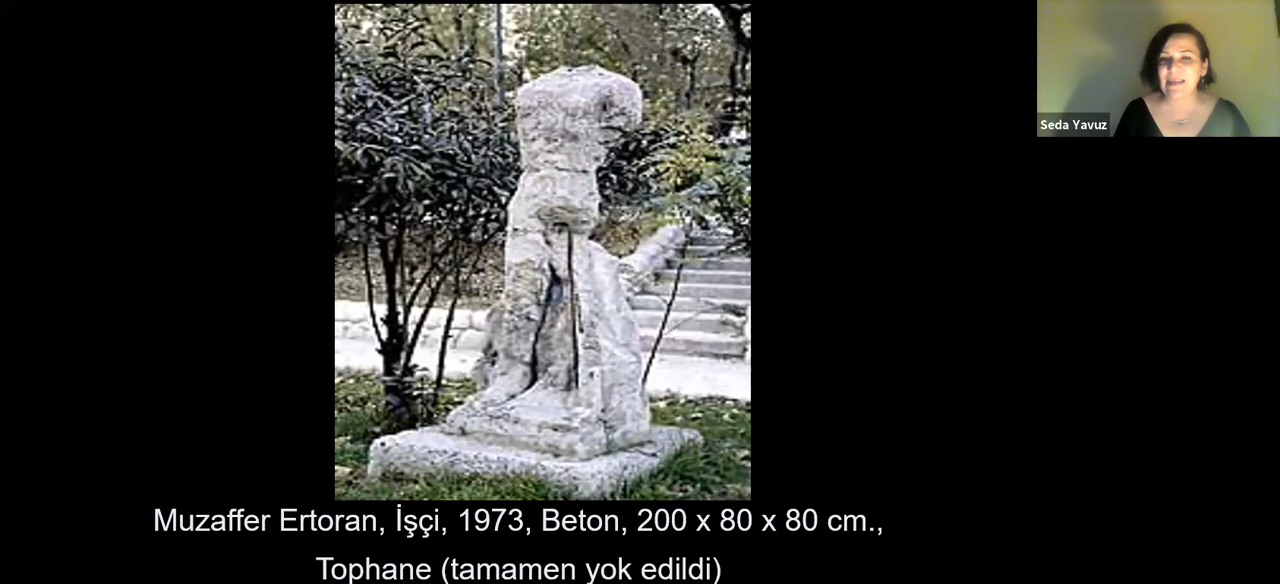 Seda Yavuz
Muzaffer Ertoran, İşçi, 1973, Beton, 200 x 80 x 80 cm.,
Tophane (tamamen yok edildi)